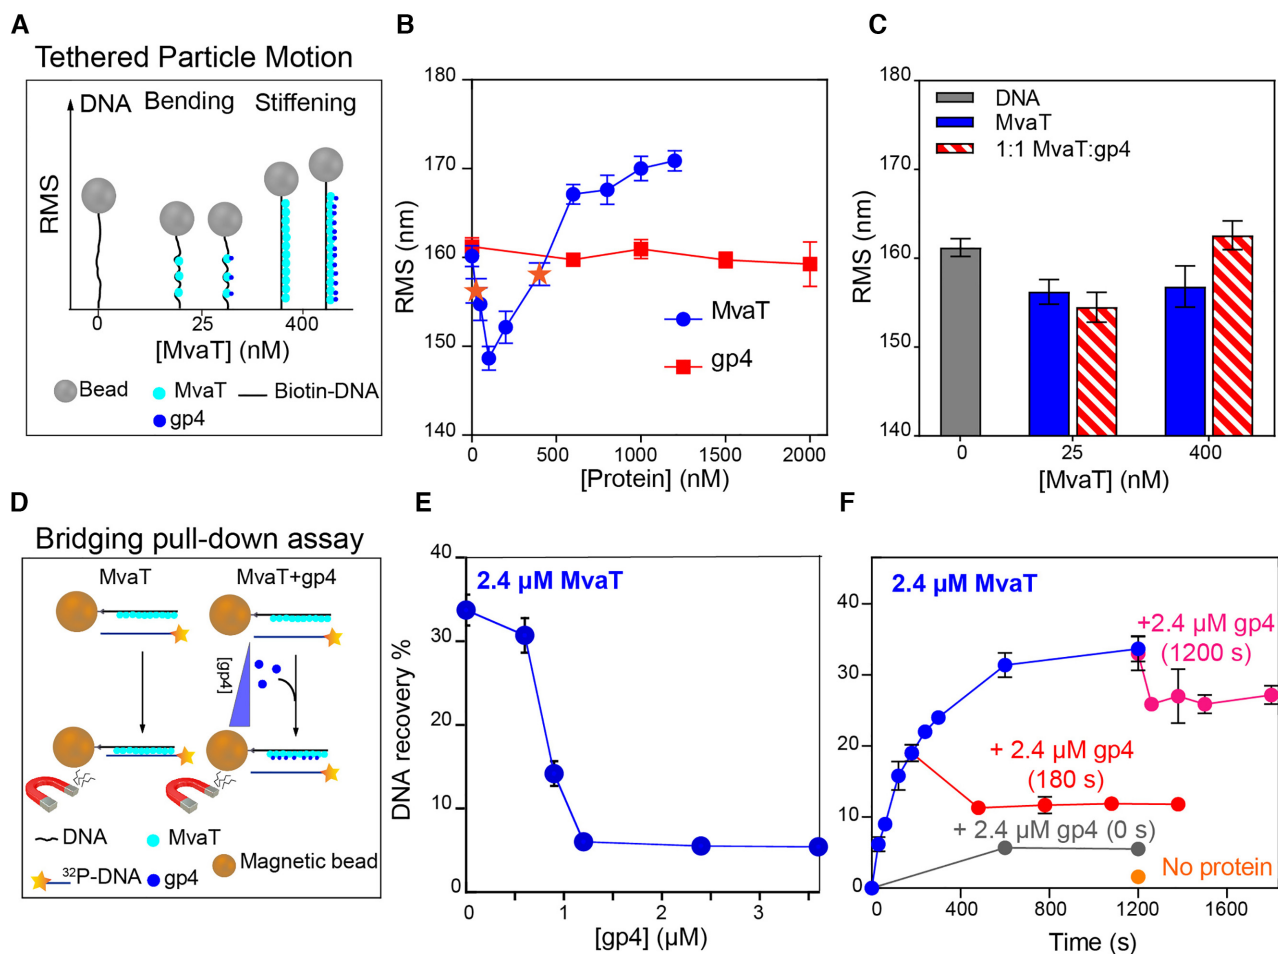 A
Tethered Particle Motion
DNA Bending Stiffening
RMS
0 25 400
[MvaT] (nM)
Bead MvaT Biotin-DNA
gp4
B
180
170
160
150
140
RMS (nm)
MvaT
gp4
0 500 1000 1500 2000
[Protein] (nM)
C
180
170
160
150
140
RMS (nm)
DNA
MvaT
1:1 MvaT:gp4
0 25 400
[MvaT] (nM)
D
Bridging pull-down assay
MvaT MvaT+gp4
[gp4]
DNA MvaT
32P-DNA gp4 Magnetic bead
E
40
30
20
10
0
DNA recovery %
2.4 µM MvaT
0 1 2 3
[gp4] (µM)
F
2.4 µM MvaT
40
30
20
10
0
+2.4 µM gp4
(1200 s)
+ 2.4 µM gp4
(180 s)
+ 2.4 µM gp4 (0 s)
No protein
0 400 800 1200 1600
Time (s)